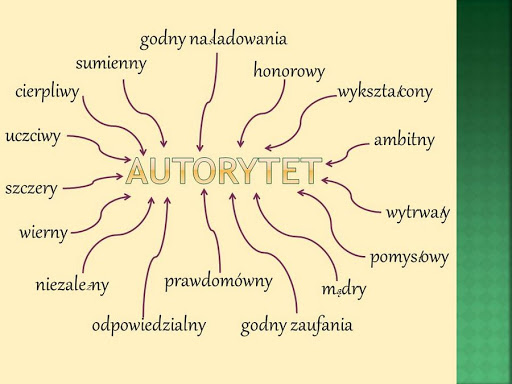 godny naśladowania
sumienny
honorowy
cierpliwy
wykształcony
uczciwy
ambitny
AUTORYTET
szczery
wytrwały
wierny
pomysłowy
niezależny
prawdomówny
mądry
odpowiedzialny
godny zaufania